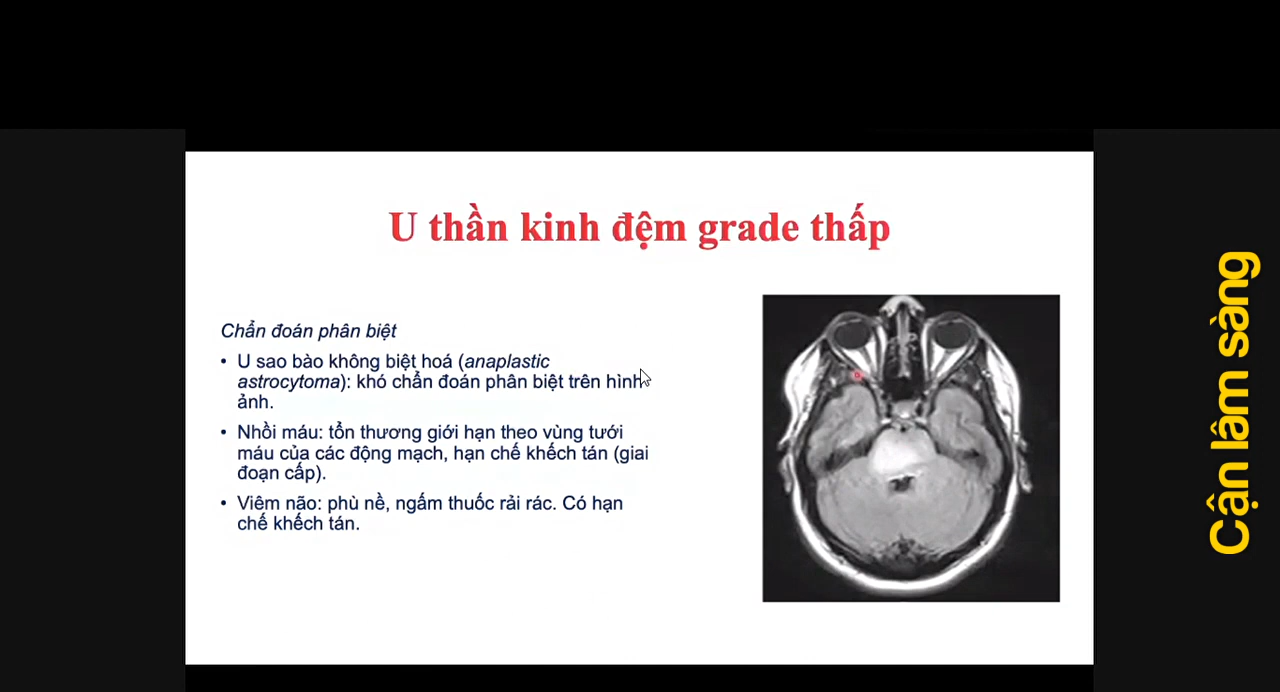 U thần kinh đệm grade thấp
Chẩn đoán phân biệt
• U sao bào không biệt hoá (anaplastic
astrocytoma): khó chẩn đoán phân biệt trên hình
ảnh.
• Nhồi máu: tổn thương giới hạn theo vùng tưới
máu của các động mạch, hạn chế khếch tán (giai
đoạn cấp).
• Viêm não: phù nề, ngấm thuốc rải rác. Có hạn
chế khếch tán.
Cận lâm sàng